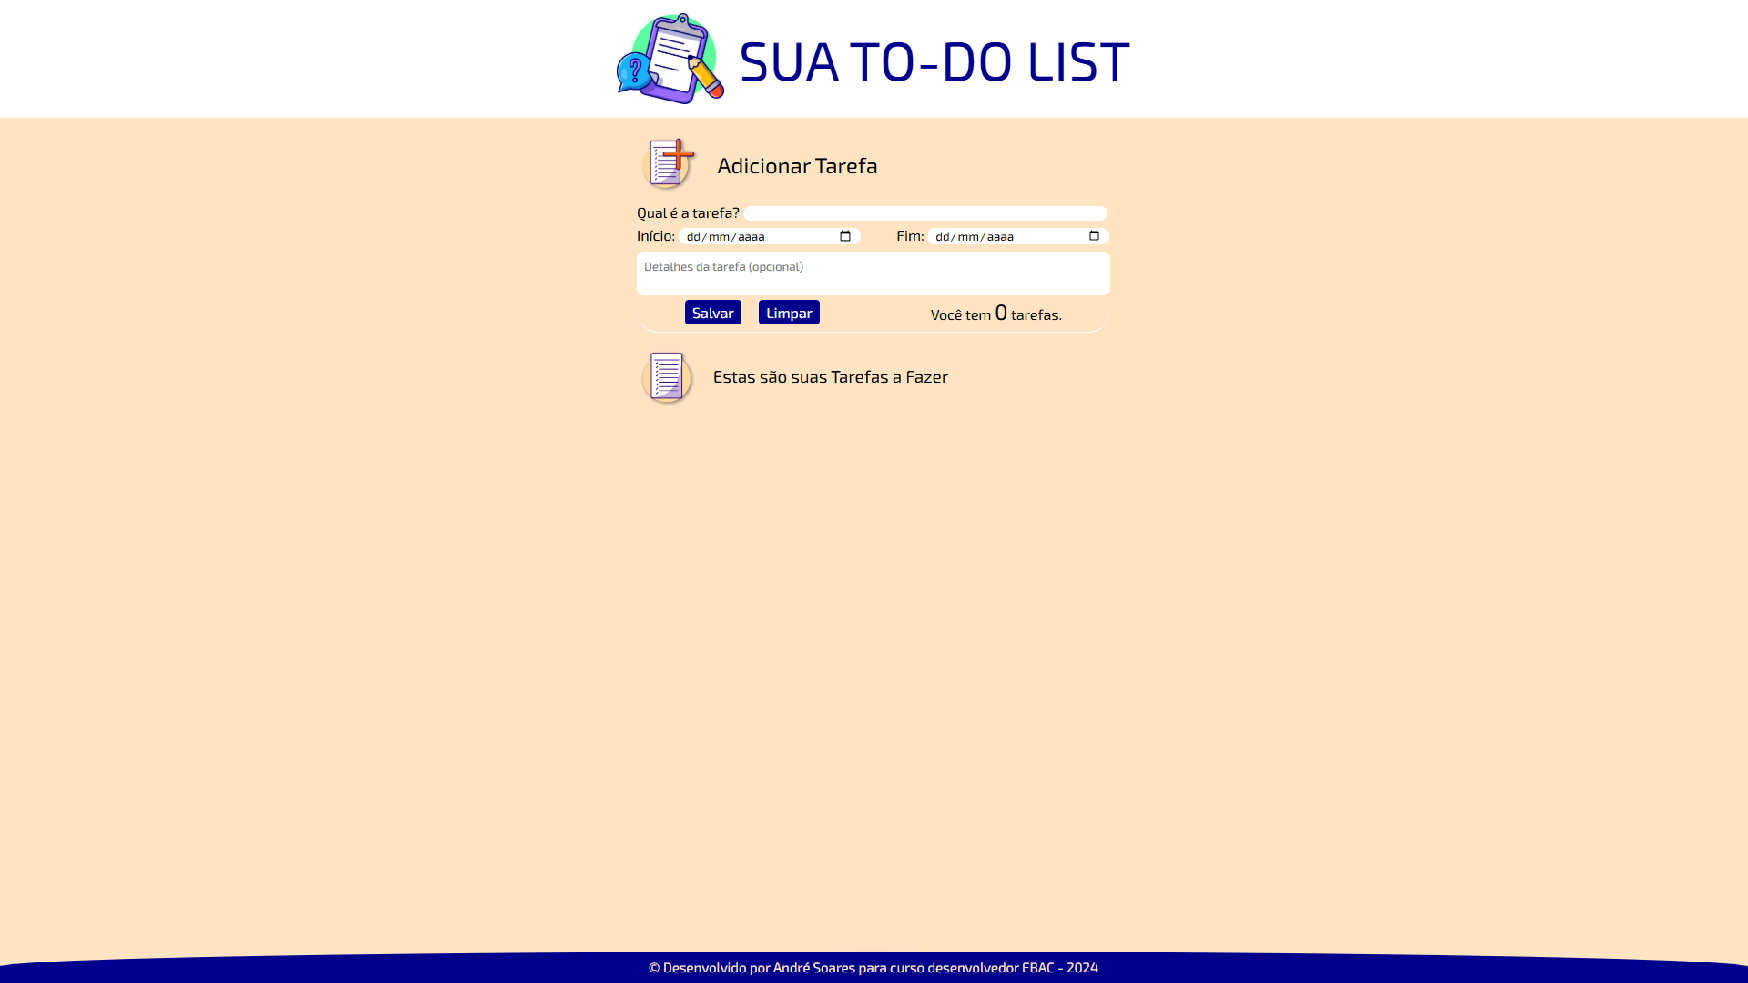 SUA TO-DO LIST
?
Adicionar Tarefa
Qual é a tarefa?
Início: dd/mm/aaaa Fim: dd/mm/aaaa
Detalhes da tarefa (opcional)
Salvar Limpar Você tem 0 tarefas.
Estas são suas Tarefas a Fazer
© Desenvolvido por André Soares para curso desenvolvedor EBAC - 2024